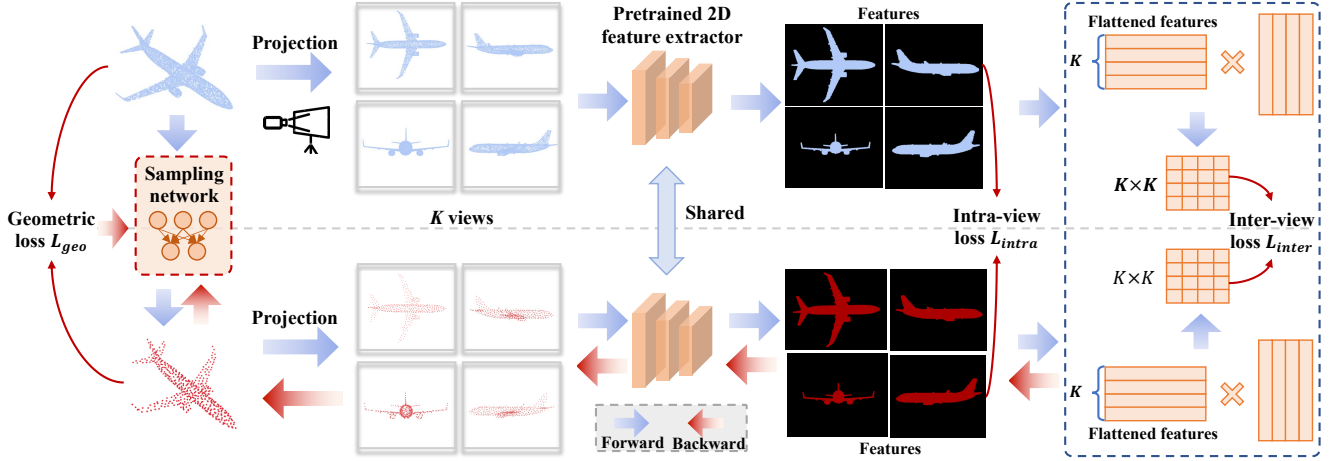 Projection
Pretrained 2D
feature extractor
Features
Flattened features
K
Sampling
network
Geometric
loss L_geo
K views
Shared
Intra-view
loss L_intra
K×K
Inter-view
loss L_inter
K×K
Projection
Forward
Backward
Features
K
Flattened features